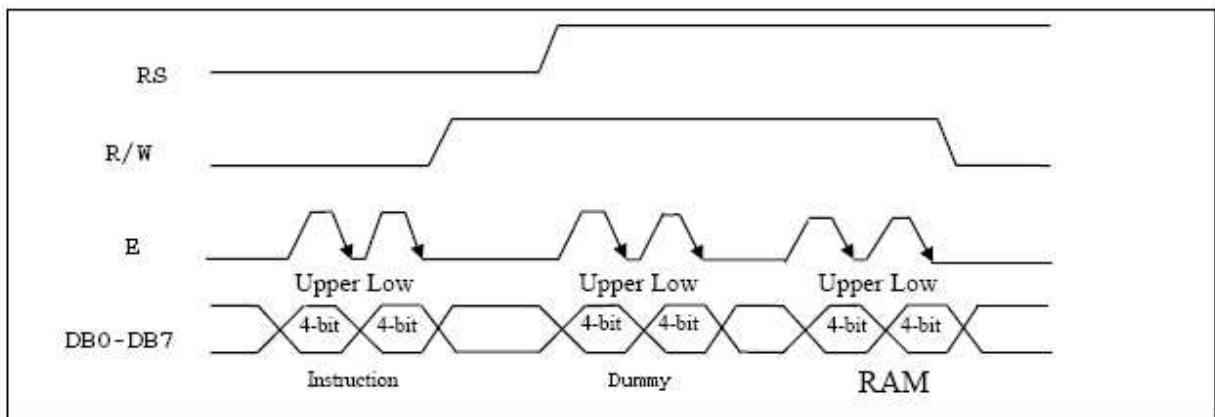 RS
R/W
E
Upper Low Upper Low Upper Low
DB0-DB7 4-bit 4-bit 4-bit 4-bit 4-bit 4-bit
Instruction Dummy RAM